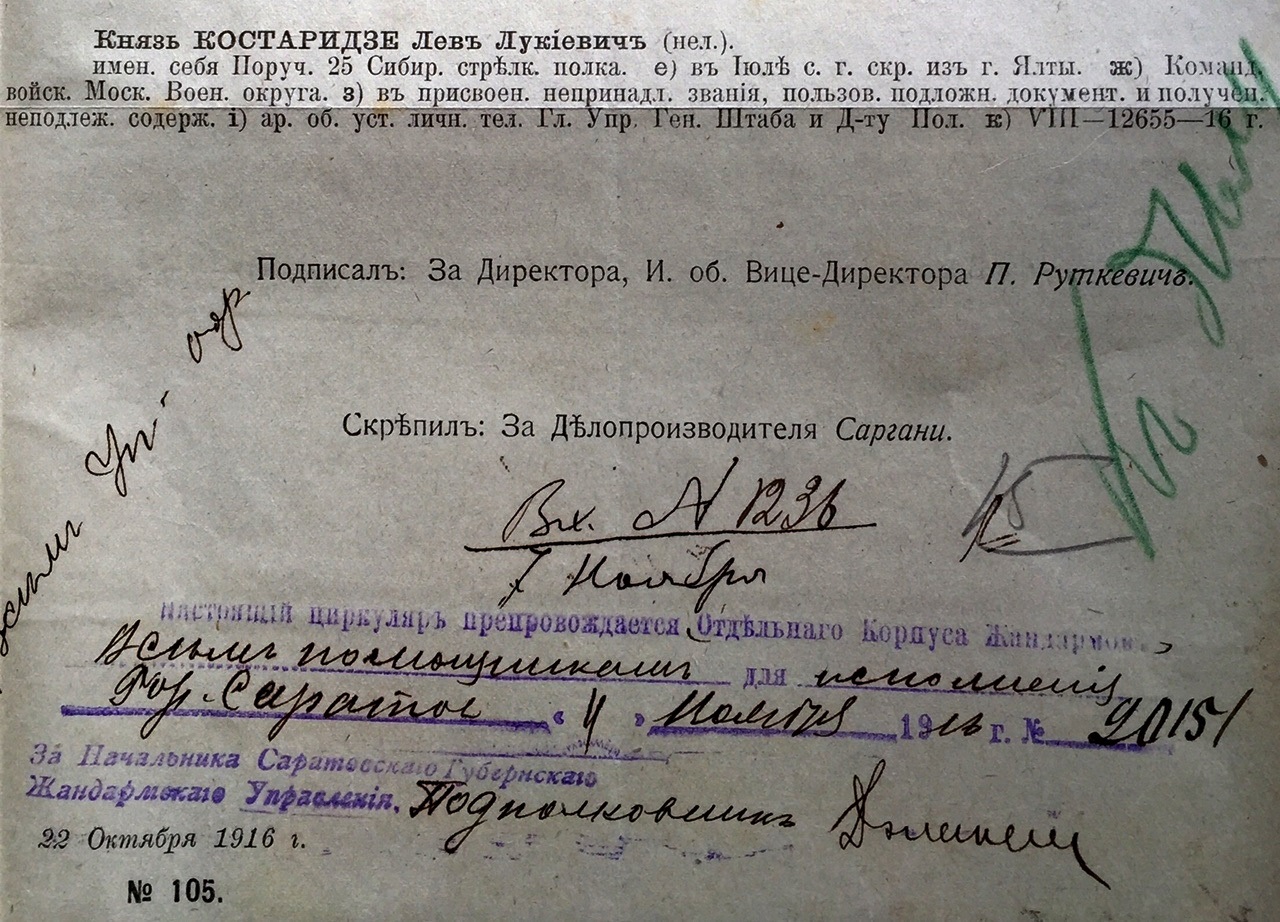 Князь КОСТАРИДЗЕ Левъ Лукіевичъ (нел.).
имен. себя Поруч. 25 Сибир. стрѣлк. полка. е) въ Іюлѣ с. г. скр. изъ г. Ялты. ж) Команд.
войск. Моск. Воен. округа. з) въ присвоен. непринадл. званія, пользов. подложн. документ. и получен.
неподлеж. содерж. і) ар. об. уст. личн. тел. Гл. Упр. Ген. Штаба и Д-ту Пол. к) VIII—12655—16 г.
Подписалъ: За Директора, И. об. Вице-Директора П. Руткевичъ.
Скрѣпилъ: За Дѣлопроизводителя Саргани.
Вх. № 1236
7 Ноября
Настоящій циркуляръ препровождается Отдѣльнаго Корпуса Жандармовъ
Всѣмъ помощникамъ для исполненія
Гор. Саратов «11» Ноября 1916 г. № 20151
За Начальника Саратовскаго Губернскаго
Жандармскаго Управленія, Подполковникъ
22 Октября 1916 г.
№ 105.